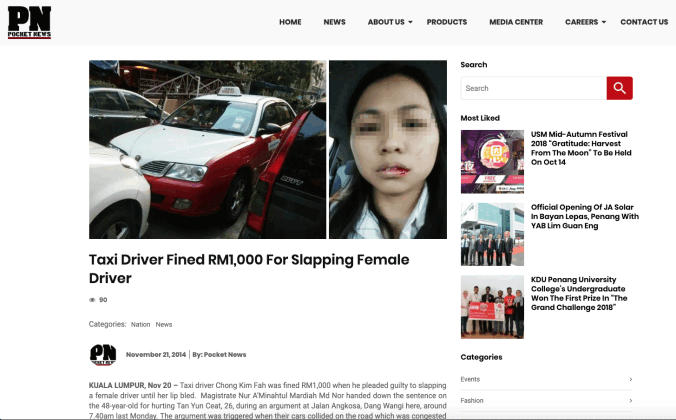 PN
POCKET NEWS
HOME NEWS ABOUT US PRODUCTS MEDIA CENTER CAREERS CONTACT US
Taxi Driver Fined RM1,000 For Slapping Female
Driver
90
Categories: Nation News
PN
POCKET NEWS
November 21, 2014 | By: Pocket News
KUALA LUMPUR, Nov 20 – Taxi driver Chong Kim Fah was fined RM1,000 when he pleaded guilty to slapping
a female driver until her lip bled. Magistrate Nur A'Minahtul Mardiah Md Nor handed down the sentence on
the 48-year-old for hurting Tan Yun Ceat, 26, during an argument at Jalan Angkosa, Dang Wangi here, around
7.40am last Monday. The argument was triggered when their cars collided on the road which was congested
Search
Search
Most Liked
USM Mid-Autumn Festival
2018 "Gratitude: Harvest
From The Moon" To Be Held
On Oct 14
Official Opening Of JA Solar
In Bayan Lepas, Penang With
YAB Lim Guan Eng
KDU Penang University
College's Undergraduate
Won The First Prize In "The
Grand Challenge 2018"
Categories
Events
Fashion